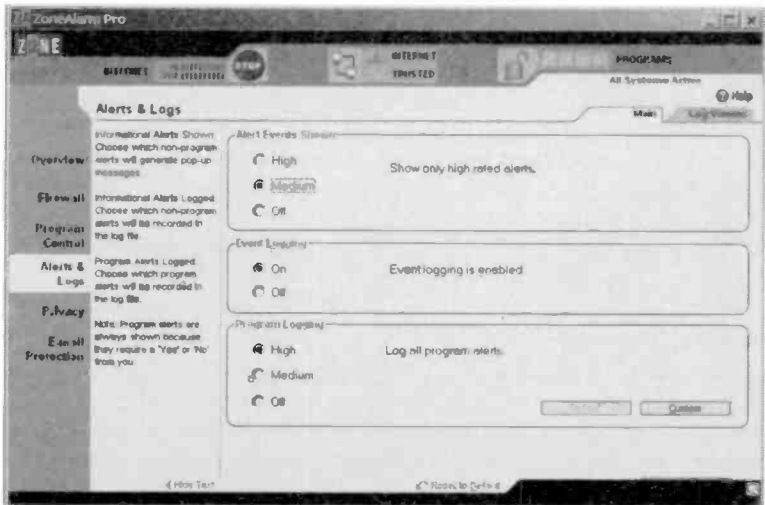 ZoneAlarm Pro
INTERNET
STOP
INTERNET
TRUSTED
PROGRAMS
All Systems Active
Help
Alerts & Logs
Main
Overview
Firewall
Program
Control
Alerts &
Logs
Privacy
E-mail
Protection
Informational Alerts Shown
Choose which non-program
alerts will generate pop-up
messages.
Informational Alerts Logged
Choose which non-program
alerts will be recorded in
the log file.
Program Alerts Logged
Choose which program
alerts will be recorded in
the log file.
Note: Program alerts are
always shown because
they require a 'Yes' or 'No'
from you.
Alert Events Shown
High
Medium
Off
Show only high rated alerts.
Event Logging
On
Off
Event logging is enabled
Program Logging
High
Medium
Off
Log all program alerts.
Custom
Hide Text
Reset to Default